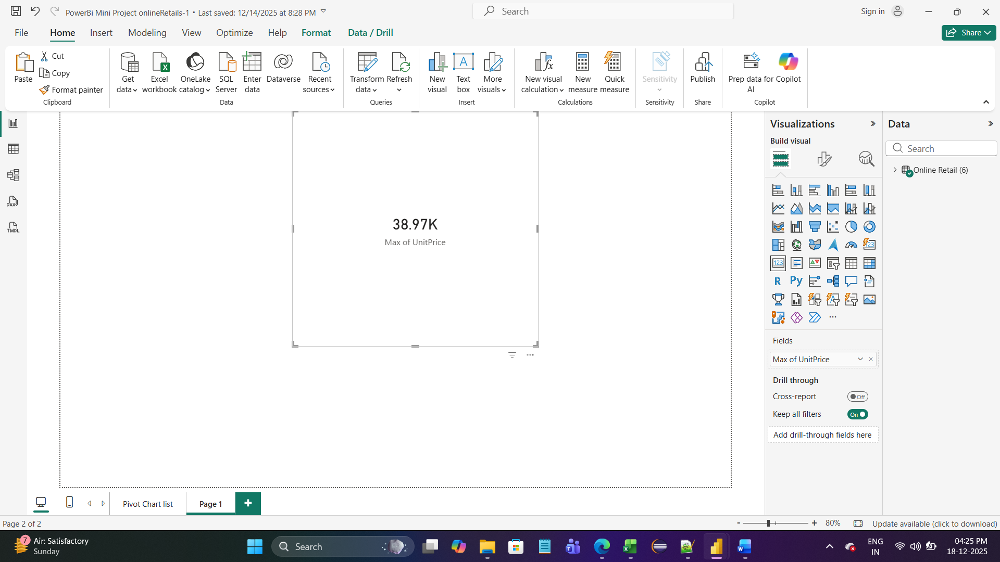 PowerBi Mini Project onlineRetails-1 • Last saved: 12/14/2025 at 8:28 PM
Search
Sign in
File
Home
Insert
Modeling
View
Optimize
Help
Format
Data / Drill
Share
Paste
Cut
Copy
Format painter
Clipboard
Get data
Excel workbook
OneLake catalog
SQL Server
Enter data
Dataverse
Recent sources
Data
Transform data
Refresh
Queries
New visual
Text box
More visuals
Insert
New visual calculation
New measure
Quick measure
Calculations
Sensitivity
Sensitivity
Publish
Share
Prep data for AI
Copilot
Copilot
DAX
TMDL
38.97K
Max of UnitPrice
Visualizations
Build visual
123
123
R
Py
Fields
Max of UnitPrice
Drill through
Cross-report
Off
Keep all filters
On
Add drill-through fields here
Data
Search
Online Retail (6)
Pivot Chart list
Page 1
Page 2 of 2
- + 80%
Update available (click to download)
7
Air: Satisfactory
Sunday
Search
ENG
IN
04:25 PM
18-12-2025